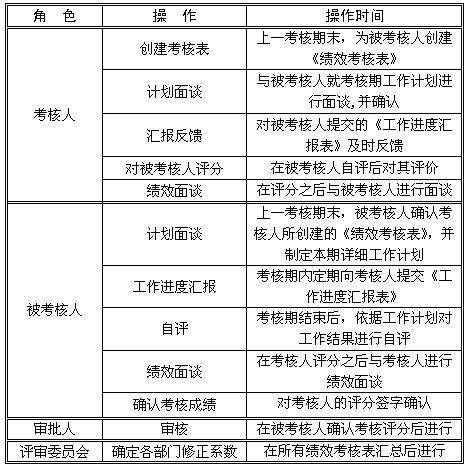 角 色 操 作 操作时间
考核人
创建考核表
上一考核期末，为被考核人创建
《绩效考核表》
计划面谈
与被考核人就考核期工作计划进
行面谈,并确认
汇报反馈
对被考核人提交的《工作进度汇
报表》及时反馈
对被考核人评分
在被考核人自评后对其评价
绩效面谈
在评分之后与被考核人进行面谈
被考核人
计划面谈
上一考核期末，被考核人确认考
核人所创建的《绩效考核表》，并
制定本期详细工作计划
工作进度汇报
考核期内定期向考核人提交《工
作进度汇报表》
自评
考核期结束后，依据工作计划对
工作结果进行自评
绩效面谈
在考核人评分之后与考核人进行
绩效面谈
确认考核成绩
对考核人的评分签字确认
审批人
审核
在被考核人确认考核评分后进行
评审委员会
确定各部门修正系数
在所有绩效考核表汇总后进行